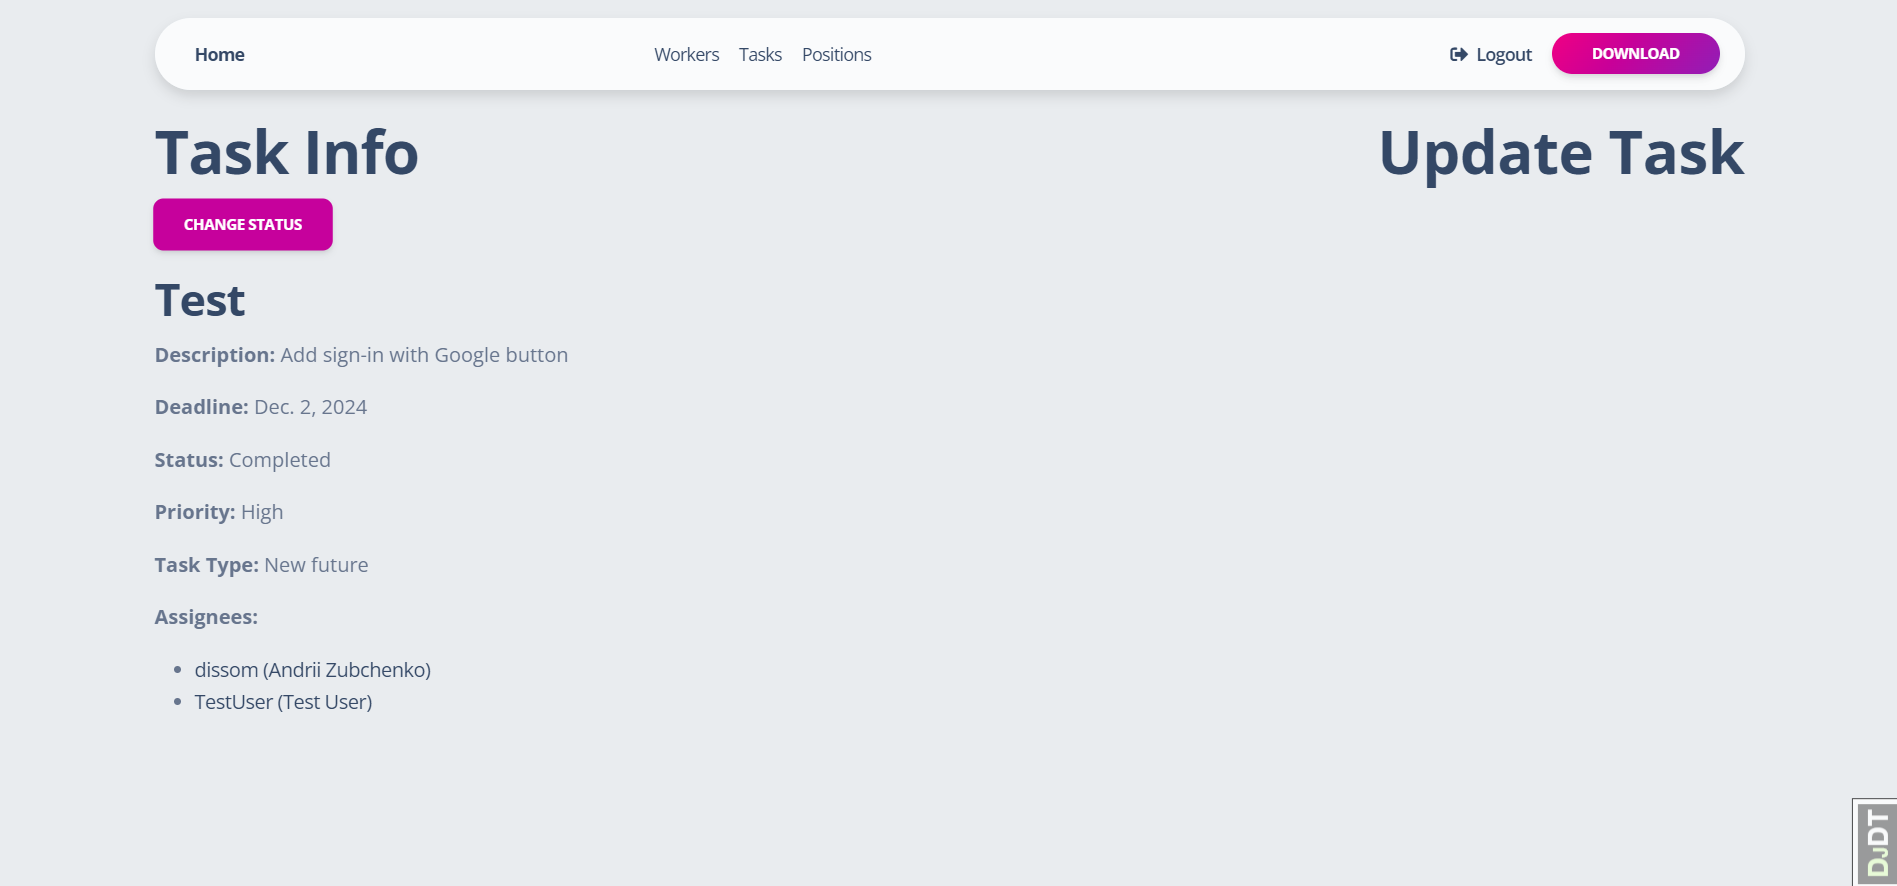 Home
Workers Tasks Positions
Logout
DOWNLOAD
Task Info
Update Task
CHANGE STATUS
Test
Description: Add sign-in with Google button
Deadline: Dec. 2, 2024
Status: Completed
Priority: High
Task Type: New future
Assignees:
dissom (Andrii Zubchenko)
TestUser (Test User)
DJDT